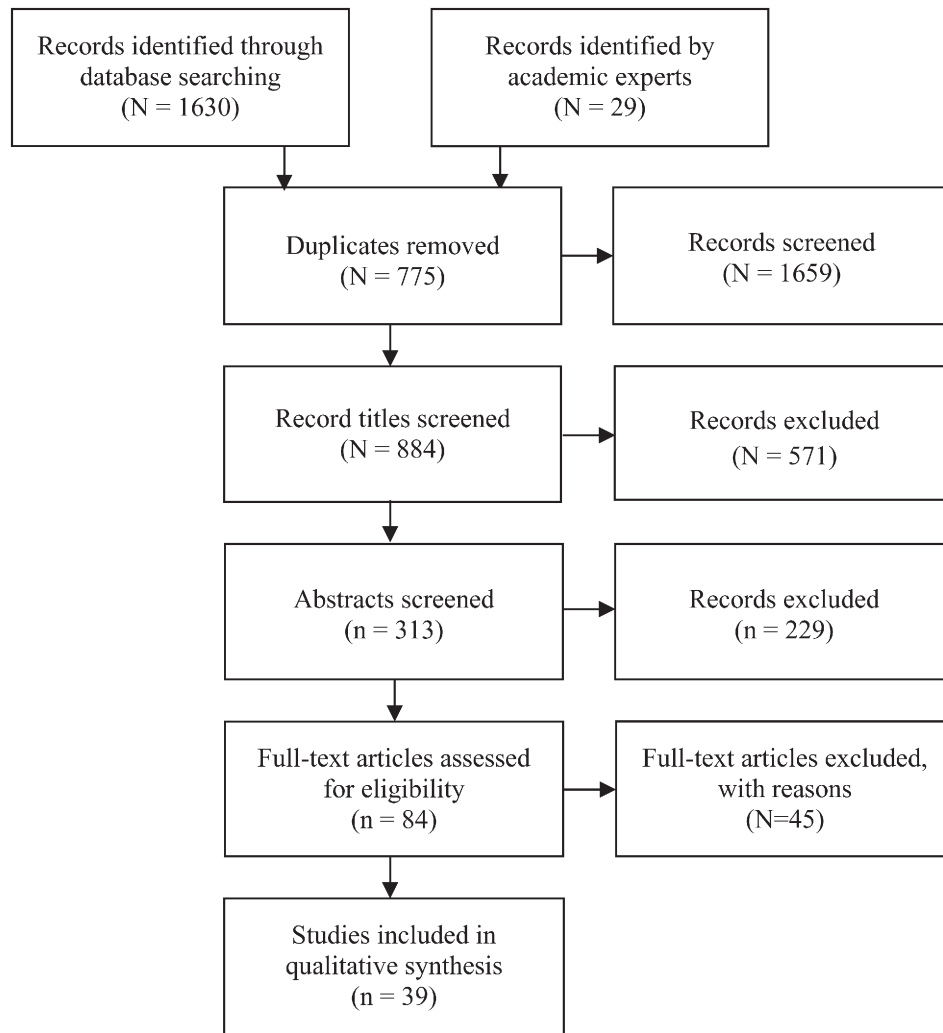 Records identified through
database searching
(N = 1630)
Records identified by
academic experts
(N = 29)
Duplicates removed
(N = 775)
Records screened
(N = 1659)
Record titles screened
(N = 884)
Records excluded
(N = 571)
Abstracts screened
(n = 313)
Records excluded
(n = 229)
Full-text articles assessed
for eligibility
(n = 84)
Full-text articles excluded,
with reasons
(N=45)
Studies included in
qualitative synthesis
(n = 39)